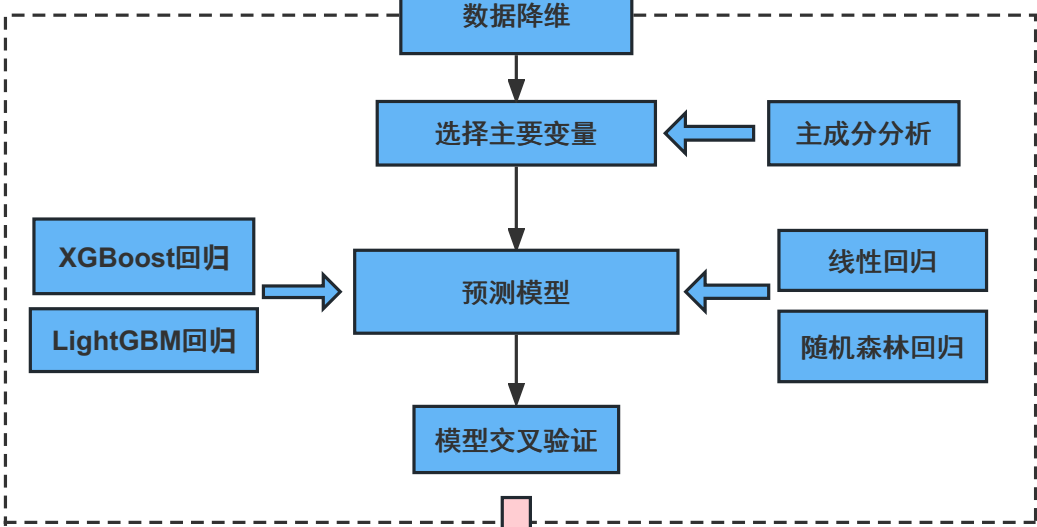 数据降维
选择主要变量
主成分分析
XGBoost回归
线性回归
预测模型
LightGBM回归
随机森林回归
模型交叉验证